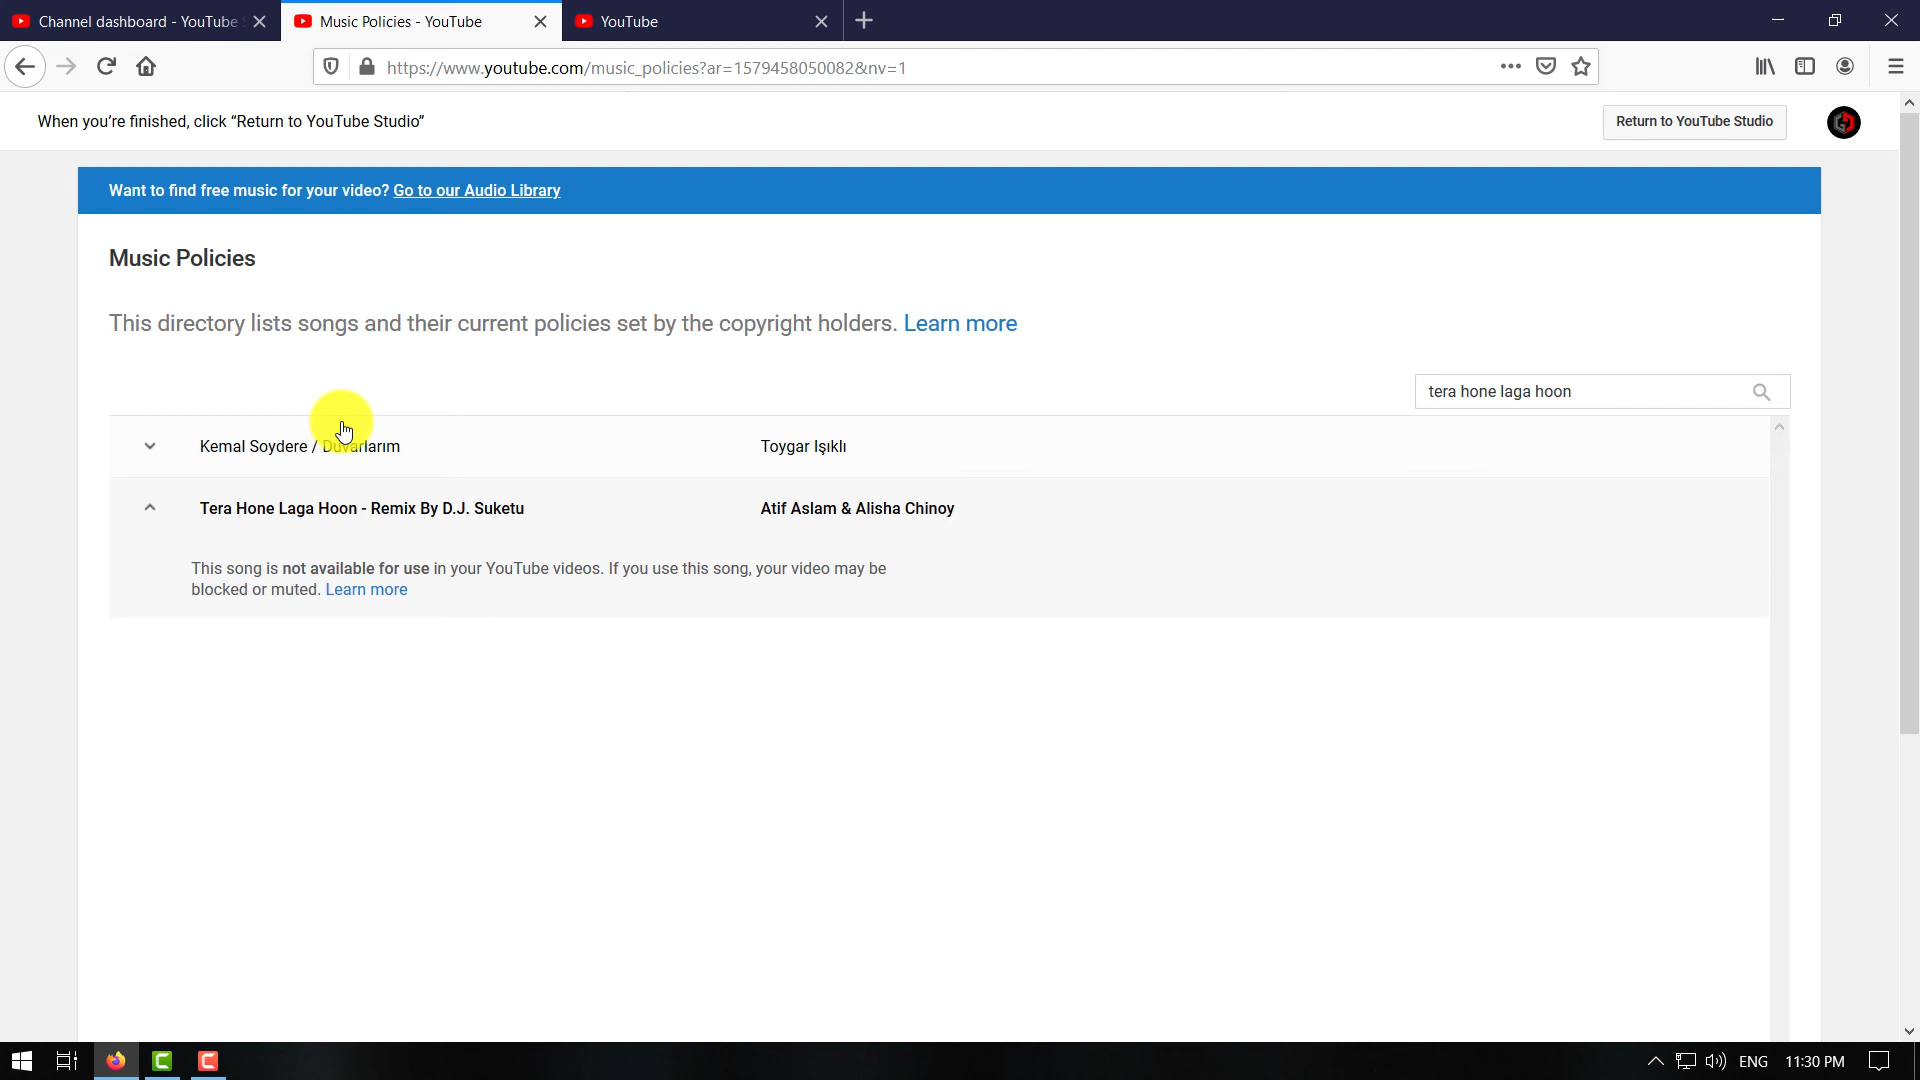 Channel dashboard - YouTube S
Music Policies - YouTube
YouTube
https://www.youtube.com/music_policies?ar=1579458050082&nv=1
When you’re finished, click “Return to YouTube Studio”
Return to YouTube Studio
Want to find free music for your video? Go to our Audio Library
Music Policies
This directory lists songs and their current policies set by the copyright holders. Learn more
tera hone laga hoon
Kemal Soydere / Duvarlarım
Toygar Işıklı
Tera Hone Laga Hoon - Remix By D.J. Suketu
Atif Aslam & Alisha Chinoy
This song is not available for use in your YouTube videos. If you use this song, your video may be
blocked or muted. Learn more
ENG
11:30 PM